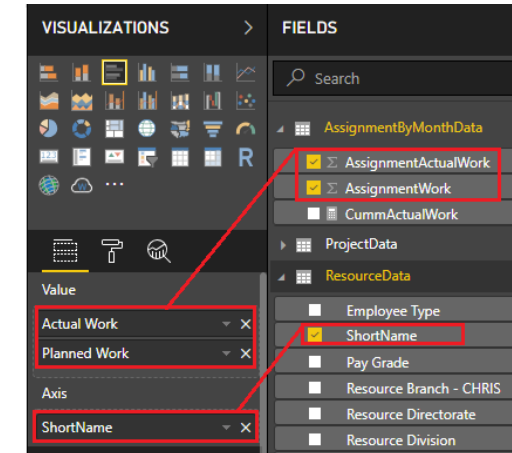 VISUALIZATIONS
FIELDS
Search
R
123
AssignmentByMonthData
AssignmentActualWork
AssignmentWork
CummActualWork
ProjectData
ResourceData
Employee Type
ShortName
Pay Grade
Resource Branch - CHRIS
Resource Directorate
Resource Division
Value
Actual Work
Planned Work
Axis
ShortName